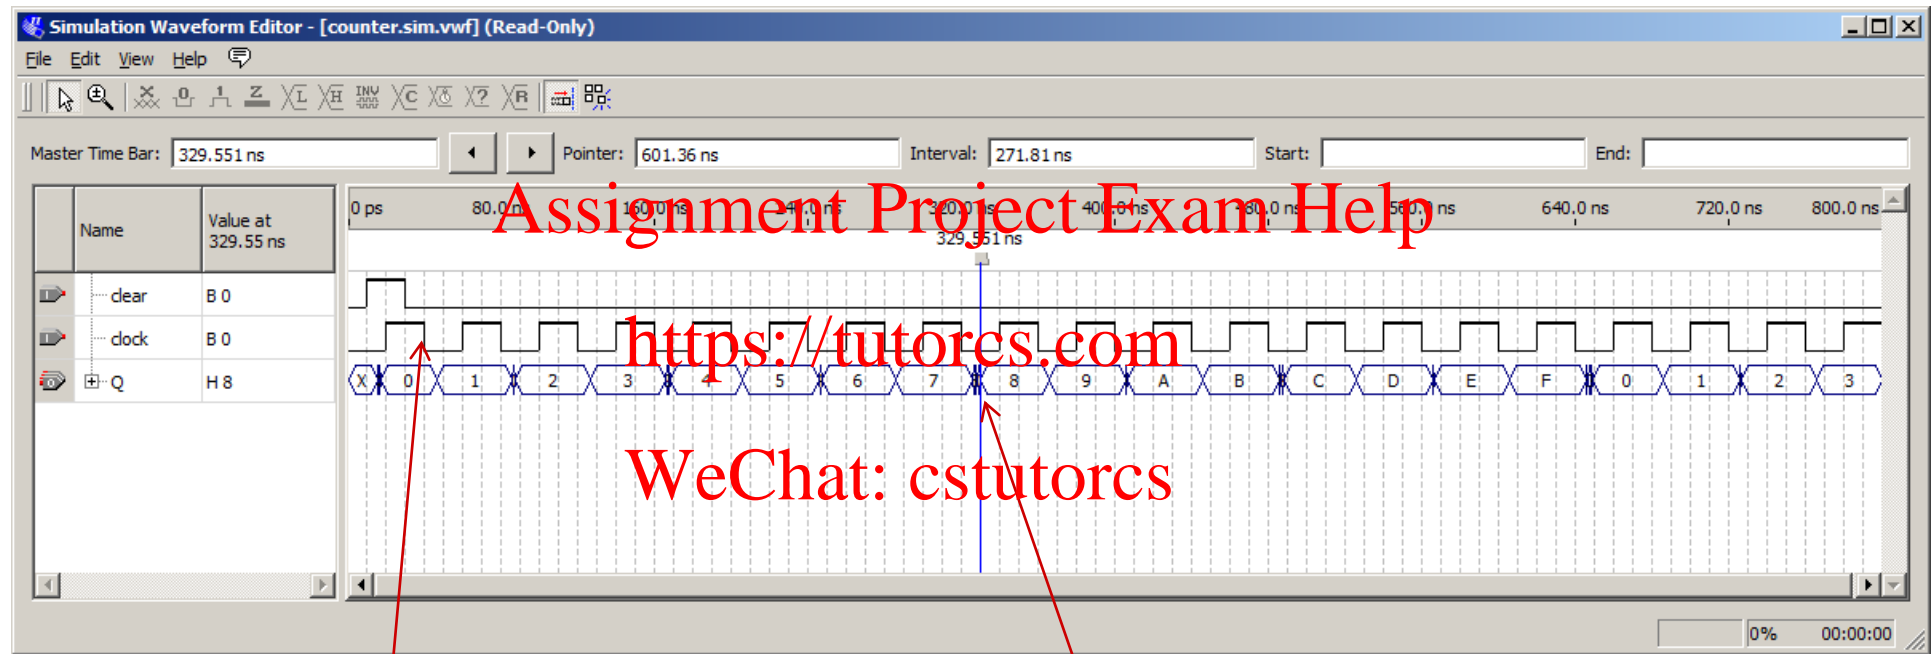 Simulation Waveform Editor - [counter.sim.vwf] (Read-Only)
File Edit View Help
Master Time Bar: 329.551 ns Pointer: 601.36 ns Interval: 271.81 ns Start: End:
Assignment Project Exam Help
Name Value at 329.55 ns
0 ps 80.0 ns 160.0 ns 240.0 ns 320.0 ns 400.0 ns 480.0 ns 560.0 ns 640.0 ns 720.0 ns 800.0 ns
329.551 ns
clear B 0
clock B 0
https://tutorcs.com
Q H 8 X 0 1 2 3 4 5 6 7 8 9 A B C D E F 0 1 2 3
WeChat: cstutorcs
0% 00:00:00